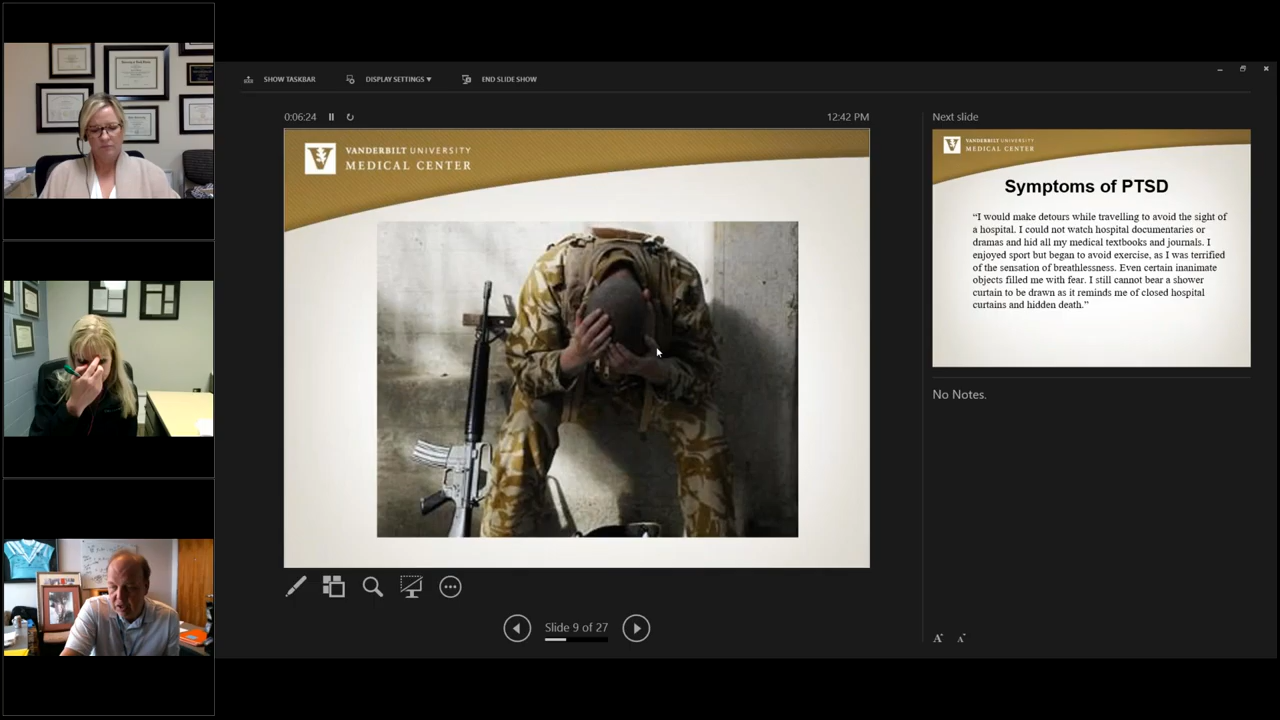 SHOW TASKBAR
DISPLAY SETTINGS ▼
END SLIDE SHOW
0:06:24
12:42 PM
VANDERBILT UNIVERSITY
MEDICAL CENTER
Slide 9 of 27
Next slide
VANDERBILT UNIVERSITY
MEDICAL CENTER
Symptoms of PTSD
“I would make detours while travelling to avoid the sight of
a hospital. I could not watch hospital documentaries or
dramas and hid all my medical textbooks and journals. I
enjoyed sport but began to avoid exercise, as I was terrified
of the sensation of breathlessness. Even certain inanimate
objects filled me with fear. I still cannot bear a shower
curtain to be drawn as it reminds me of closed hospital
curtains and hidden death.”
No Notes.
A
A